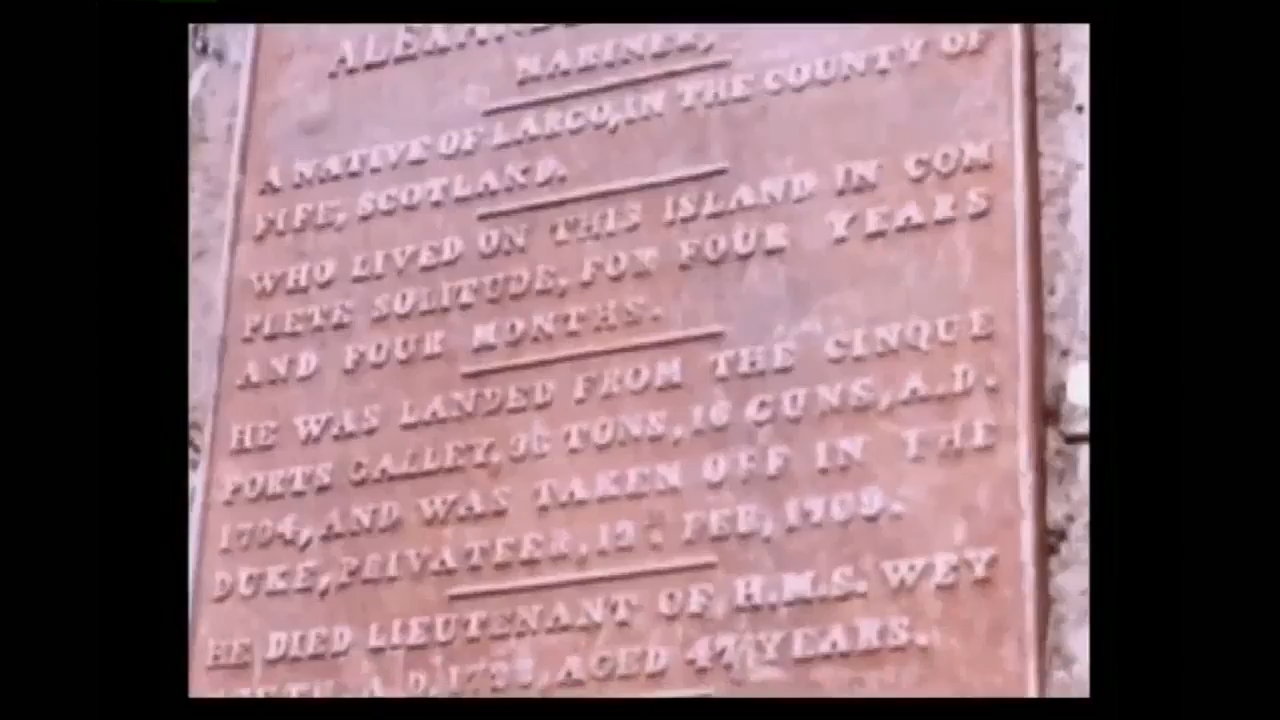 MARINER,
A NATIVE OF LARGO, IN THE COUNTY OF
FIFE, SCOTLAND.
WHO LIVED ON THIS ISLAND IN COM
PLETE SOLITUDE, FOR FOUR YEARS
AND FOUR MONTHS.
HE WAS LANDED FROM THE CINQUE
PORTS GALLEY, TONS, 16 GUNS, A.D.
1704, AND WAS TAKEN OFF IN THE
DUKE, PRIVATEER, 12: FEB, 1709.
HE DIED LIEUTENANT OF H.M.S. WEY
A.D. AGED 47 YEARS.